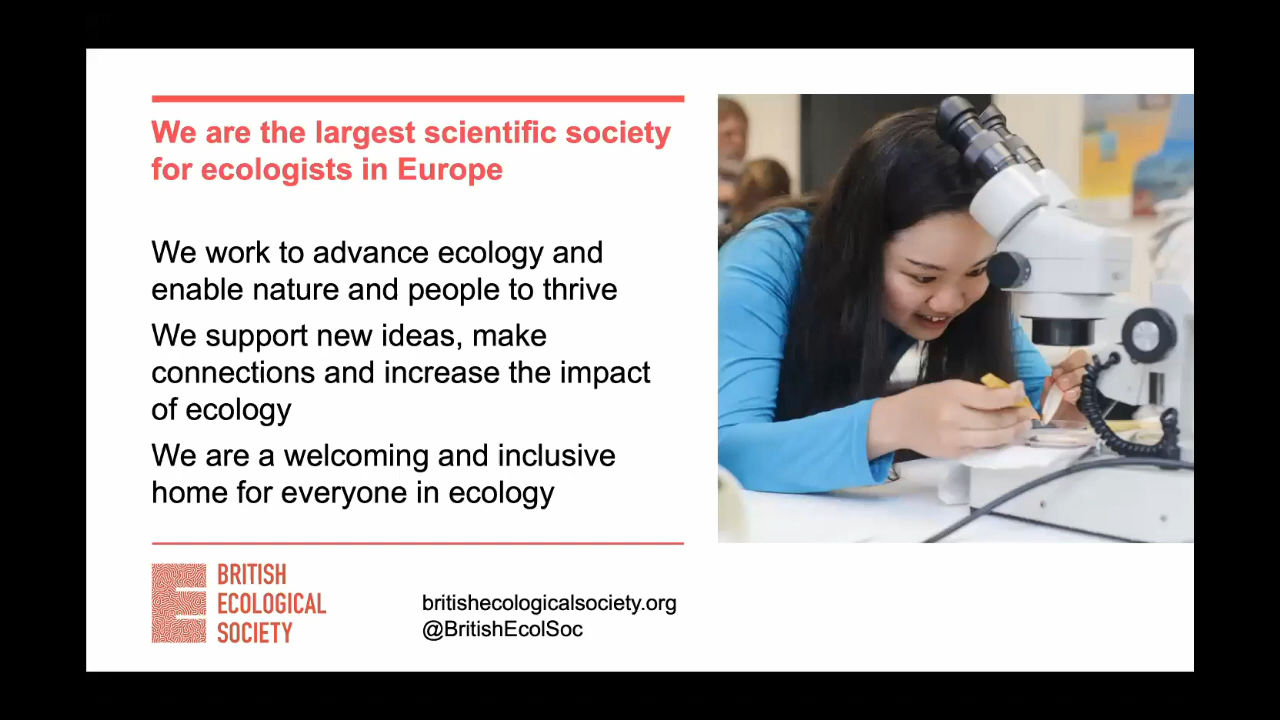 We are the largest scientific society
for ecologists in Europe
We work to advance ecology and
enable nature and people to thrive
We support new ideas, make
connections and increase the impact
of ecology
We are a welcoming and inclusive
home for everyone in ecology
BRITISH
ECOLOGICAL
SOCIETY
britishecologicalsociety.org
@BritishEcolSoc